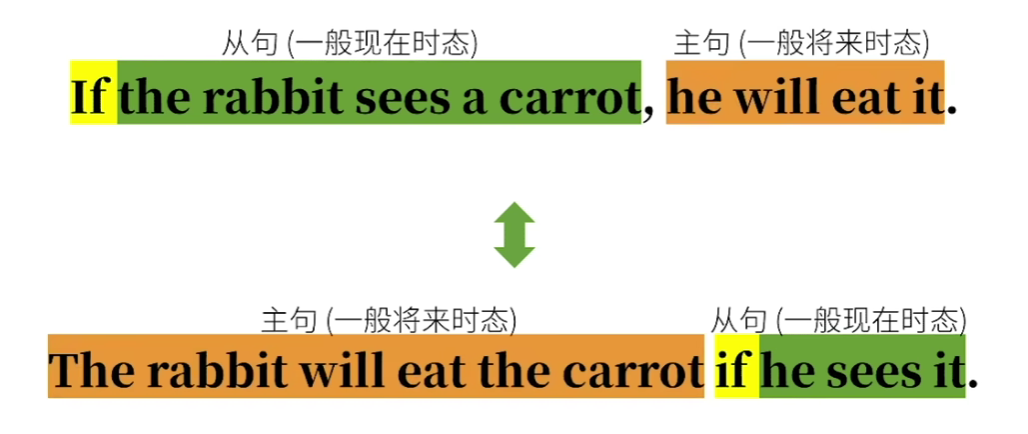 从句 (一般现在时态) 主句 (一般将来时态)
If the rabbit sees a carrot, he will eat it.
主句 (一般将来时态) 从句 (一般现在时态)
The rabbit will eat the carrot if he sees it.